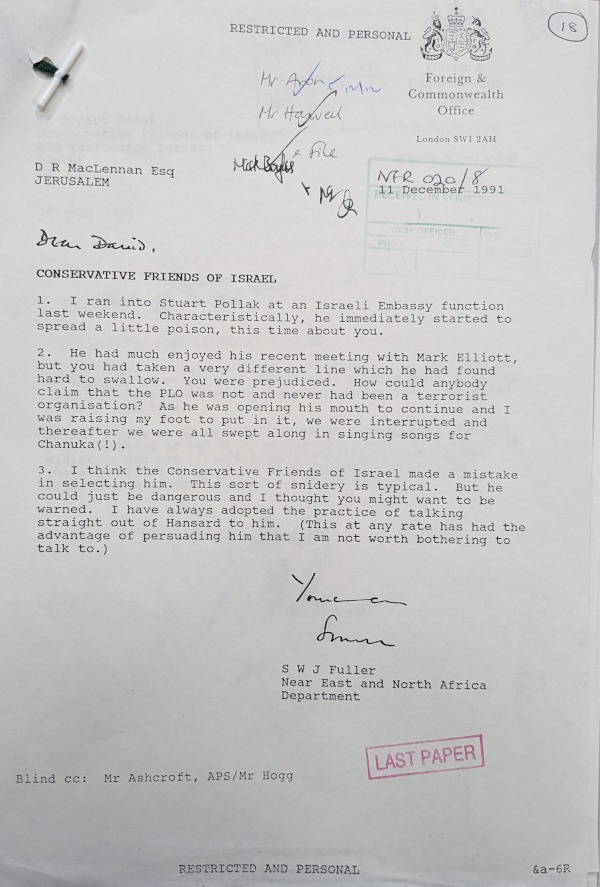 18
RESTRICTED AND PERSONAL
Foreign &
Commonwealth
Office
London SW1 2AH
Mr
Mr
File
D R MacLennan Esq
JERUSALEM
NFR 020/8
11 December 1991
RECEIVED IN
1
DESK OFFICER
INDEX
Dear David,
CONSERVATIVE FRIENDS OF ISRAEL
1. I ran into Stuart Pollak at an Israeli Embassy function
last weekend. Characteristically, he immediately started to
spread a little poison, this time about you.
2. He had much enjoyed his recent meeting with Mark Elliott,
but you had taken a very different line which he had found
hard to swallow. You were prejudiced. How could anybody
claim that the PLO was not and never had been a terrorist
organisation? As he was opening his mouth to continue and I
was raising my foot to put in it, we were interrupted and
thereafter we were all swept along in singing songs for
Chanuka(!).
3. I think the Conservative Friends of Israel made a mistake
in selecting him. This sort of snidery is typical. But he
could just be dangerous and I thought you might want to be
warned. I have always adopted the practice of talking
straight out of Hansard to him. (This at any rate has had the
advantage of persuading him that I am not worth bothering to
talk to.)
S W J Fuller
Near East and North Africa
Department
LAST PAPER
Blind cc: Mr Ashcroft, APS/Mr Hogg
RESTRICTED AND PERSONAL
&a-6R